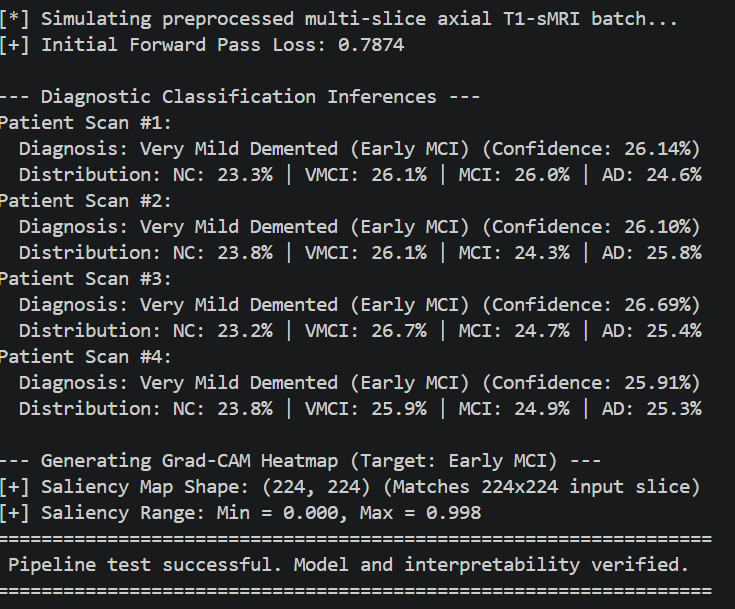 [*] Simulating preprocessed multi-slice axial T1-sMRI batch...
[+] Initial Forward Pass Loss: 0.7874

--- Diagnostic Classification Inferences ---
Patient Scan #1:
  Diagnosis: Very Mild Demented (Early MCI) (Confidence: 26.14%)
  Distribution: NC: 23.3% | VMCI: 26.1% | MCI: 26.0% | AD: 24.6%
Patient Scan #2:
  Diagnosis: Very Mild Demented (Early MCI) (Confidence: 26.10%)
  Distribution: NC: 23.8% | VMCI: 26.1% | MCI: 24.3% | AD: 25.8%
Patient Scan #3:
  Diagnosis: Very Mild Demented (Early MCI) (Confidence: 26.69%)
  Distribution: NC: 23.2% | VMCI: 26.7% | MCI: 24.7% | AD: 25.4%
Patient Scan #4:
  Diagnosis: Very Mild Demented (Early MCI) (Confidence: 25.91%)
  Distribution: NC: 23.8% | VMCI: 25.9% | MCI: 24.9% | AD: 25.3%

--- Generating Grad-CAM Heatmap (Target: Early MCI) ---
[+] Saliency Map Shape: (224, 224) (Matches 224x224 input slice)
[+] Saliency Range: Min = 0.000, Max = 0.998
=================================================================
 Pipeline test successful. Model and interpretability verified.
=================================================================